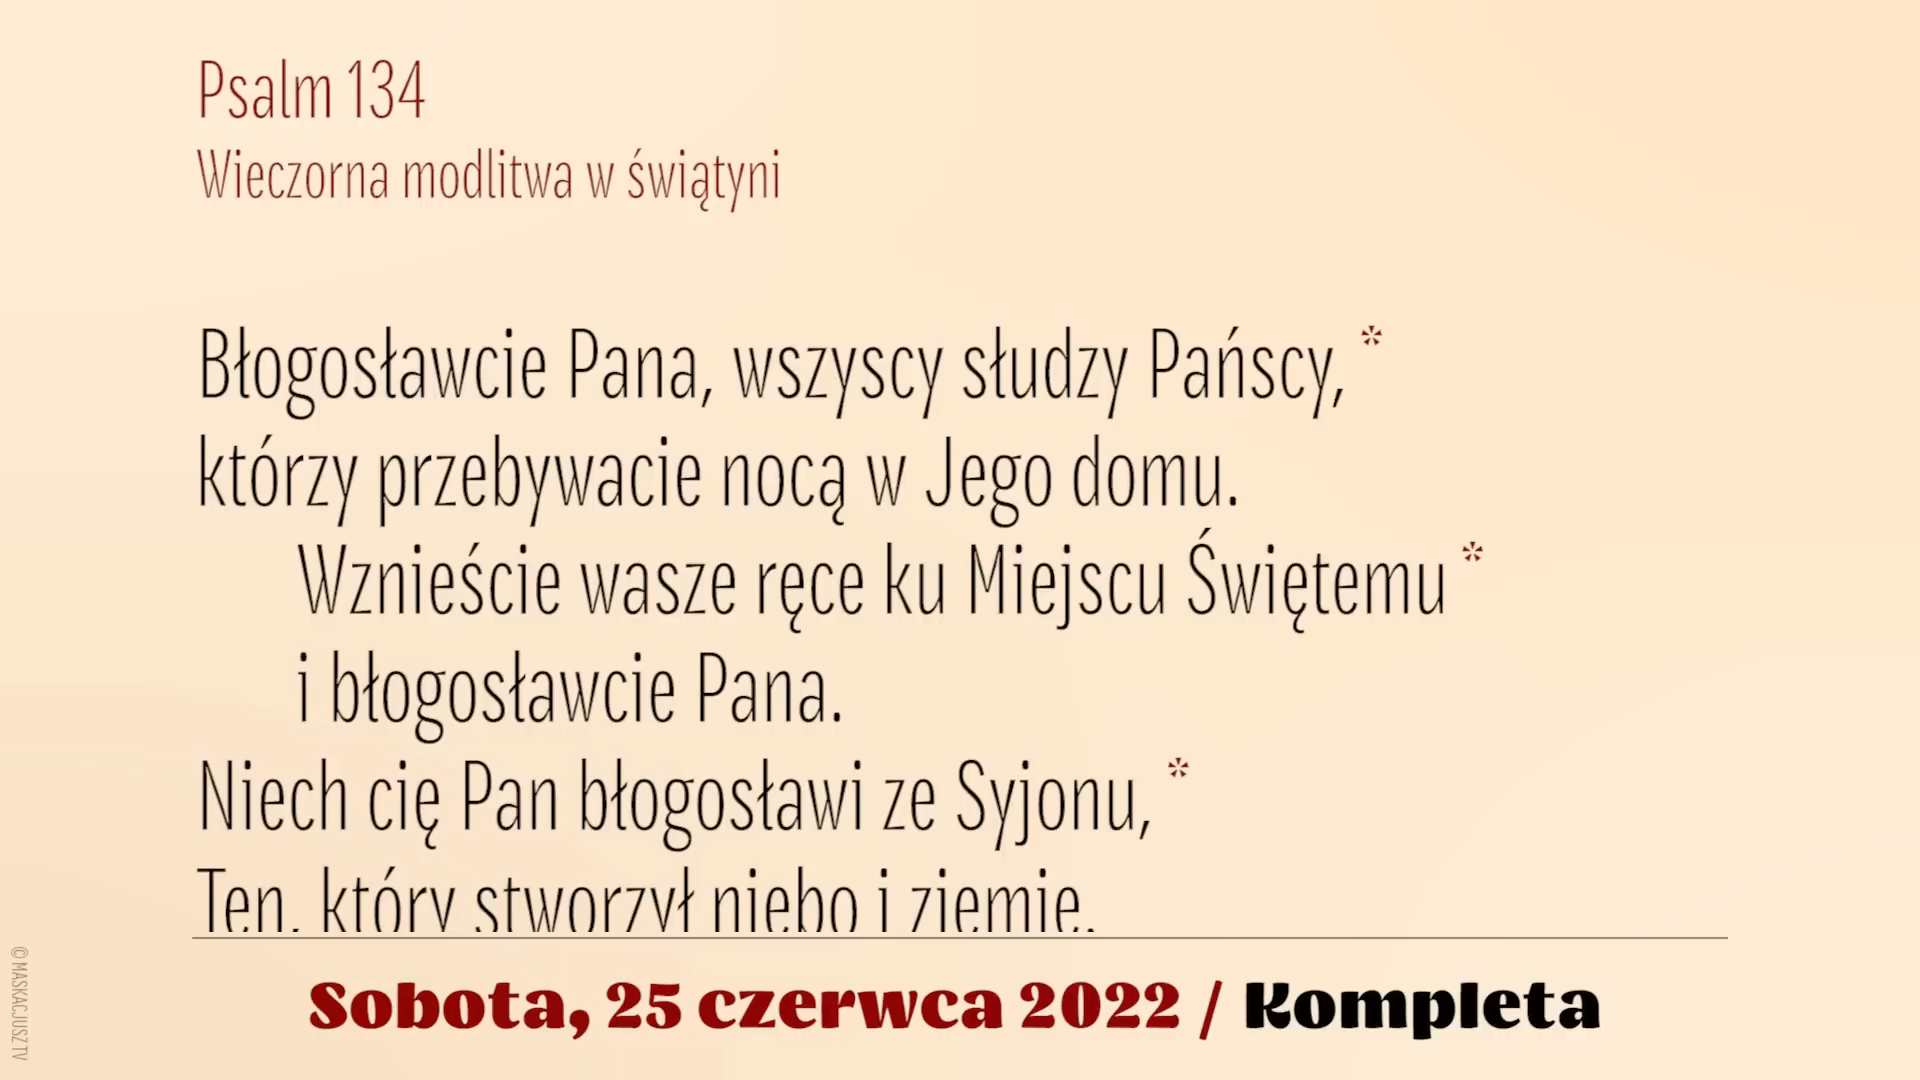 Psalm 134
Wieczorna modlitwa w świątyni
Błogosławcie Pana, wszyscy słudzy Pańscy, *
którzy przebywacie nocą w Jego domu.
Wznieście wasze ręce ku Miejscu Świętemu *
i błogosławcie Pana.
Niech cię Pan błogosławi ze Syjonu, *
Ten, który stworzył niebo i ziemię.
Sobota, 25 czerwca 2022 / Kompleta
© MASKACJUSZ TV